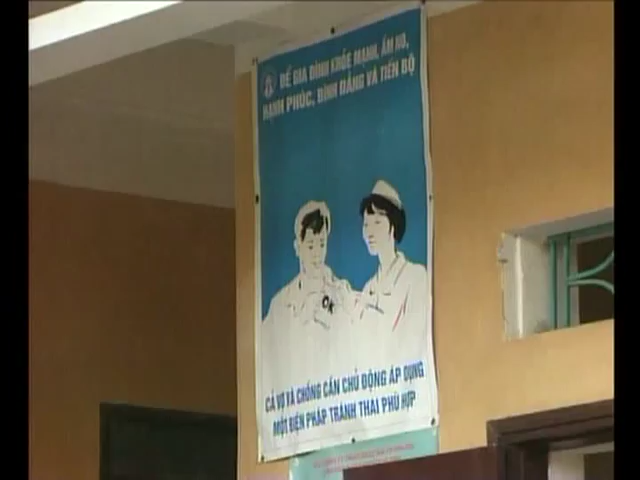 ĐỂ GIA ĐÌNH KHỎE MẠNH, ẤM NO,
HẠNH PHÚC, BÌNH ĐẲNG VÀ TIẾN BỘ
OK
CẢ VỢ VÀ CHỒNG CẦN CHỦ ĐỘNG ÁP DỤNG
MỘT BIỆN PHÁP TRÁNH THAI PHÙ HỢP